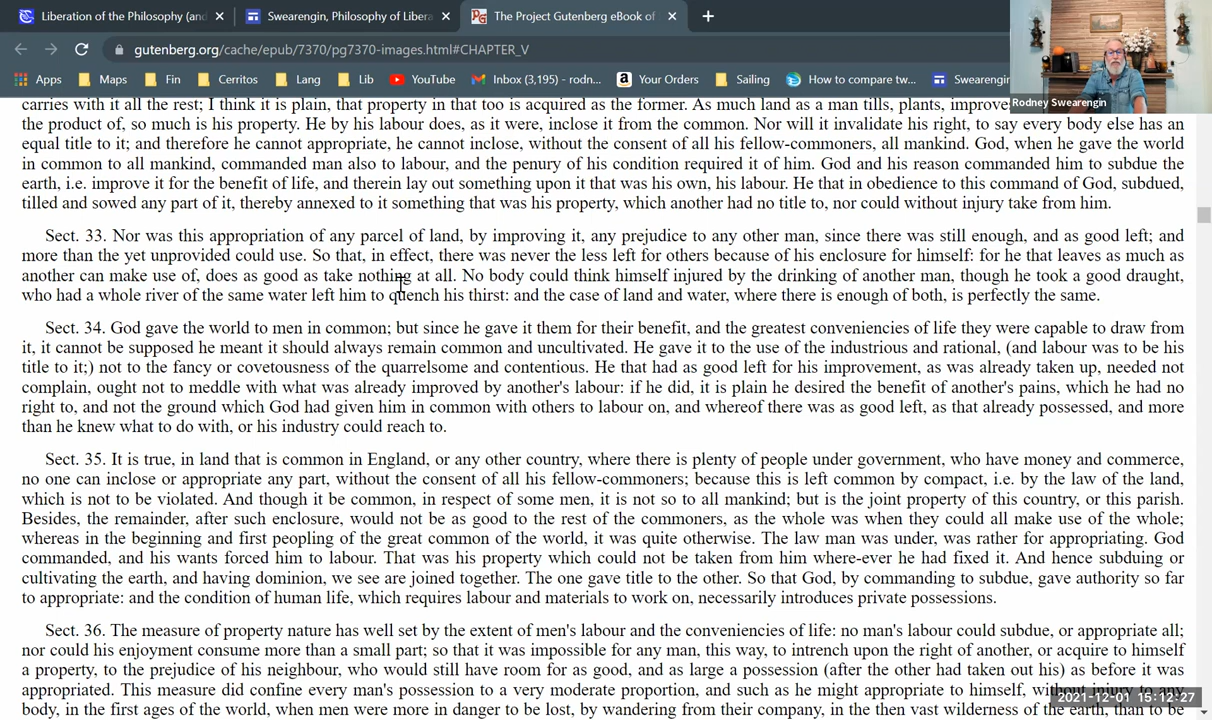 Liberation of the Philosophy (and
Swearengin, Philosophy of Libera
The Project Gutenberg eBook of
gutenberg.org/cache/epub/7370/pg7370-images.html#CHAPTER_V
Apps Maps Fin Cerritos Lang Lib YouTube Inbox (3,195) - rodn... Your Orders Sailing How to compare tw... Swearengin
Rodney Swearengin
carries with it all the rest; I think it is plain, that property in that too is acquired as the former. As much land as a man tills, plants, improve
the product of, so much is his property. He by his labour does, as it were, inclose it from the common. Nor will it invalidate his right, to say every body else has an
equal title to it; and therefore he cannot appropriate, he cannot inclose, without the consent of all his fellow-commoners, all mankind. God, when he gave the world
in common to all mankind, commanded man also to labour, and the penury of his condition required it of him. God and his reason commanded him to subdue the
earth, i.e. improve it for the benefit of life, and therein lay out something upon it that was his own, his labour. He that in obedience to this command of God, subdued,
tilled and sowed any part of it, thereby annexed to it something that was his property, which another had no title to, nor could without injury take from him.
Sect. 33. Nor was this appropriation of any parcel of land, by improving it, any prejudice to any other man, since there was still enough, and as good left; and
more than the yet unprovided could use. So that, in effect, there was never the less left for others because of his enclosure for himself: for he that leaves as much as
another can make use of, does as good as take nothing at all. No body could think himself injured by the drinking of another man, though he took a good draught,
who had a whole river of the same water left him to quench his thirst: and the case of land and water, where there is enough of both, is perfectly the same.
Sect. 34. God gave the world to men in common; but since he gave it them for their benefit, and the greatest conveniencies of life they were capable to draw from
it, it cannot be supposed he meant it should always remain common and uncultivated. He gave it to the use of the industrious and rational, (and labour was to be his
title to it;) not to the fancy or covetousness of the quarrelsome and contentious. He that had as good left for his improvement, as was already taken up, needed not
complain, ought not to meddle with what was already improved by another's labour: if he did, it is plain he desired the benefit of another's pains, which he had no
right to, and not the ground which God had given him in common with others to labour on, and whereof there was as good left, as that already possessed, and more
than he knew what to do with, or his industry could reach to.
Sect. 35. It is true, in land that is common in England, or any other country, where there is plenty of people under government, who have money and commerce,
no one can inclose or appropriate any part, without the consent of all his fellow-commoners; because this is left common by compact, i.e. by the law of the land,
which is not to be violated. And though it be common, in respect of some men, it is not so to all mankind; but is the joint property of this country, or this parish.
Besides, the remainder, after such enclosure, would not be as good to the rest of the commoners, as the whole was when they could all make use of the whole;
whereas in the beginning and first peopling of the great common of the world, it was quite otherwise. The law man was under, was rather for appropriating. God
commanded, and his wants forced him to labour. That was his property which could not be taken from him where-ever he had fixed it. And hence subduing or
cultivating the earth, and having dominion, we see are joined together. The one gave title to the other. So that God, by commanding to subdue, gave authority so far
to appropriate: and the condition of human life, which requires labour and materials to work on, necessarily introduces private possessions.
Sect. 36. The measure of property nature has well set by the extent of men's labour and the conveniencies of life: no man's labour could subdue, or appropriate all;
nor could his enjoyment consume more than a small part; so that it was impossible for any man, this way, to intrench upon the right of another, or acquire to himself
a property, to the prejudice of his neighbour, who would still have room for as good, and as large a possession (after the other had taken out his) as before it was
appropriated. This measure did confine every man's possession to a very moderate proportion, and such as he might appropriate to himself, without injury to any
body, in the first ages of the world, when men were more in danger to be lost, by wandering from their company, in the then vast wilderness of the earth, than to be
2021-12-01 15:12:27